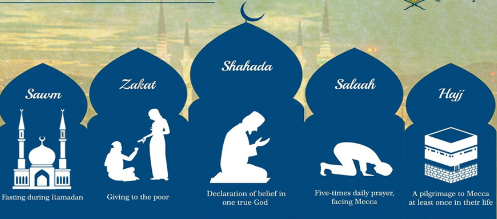 Sawm
Fasting during Ramadan
Zakat
Giving to the poor
Shahada
Declaration of belief in
one true God
Salaah
Five-times daily prayer,
facing Mecca
Hajj
A pilgrimage to Mecca
at least once in their life